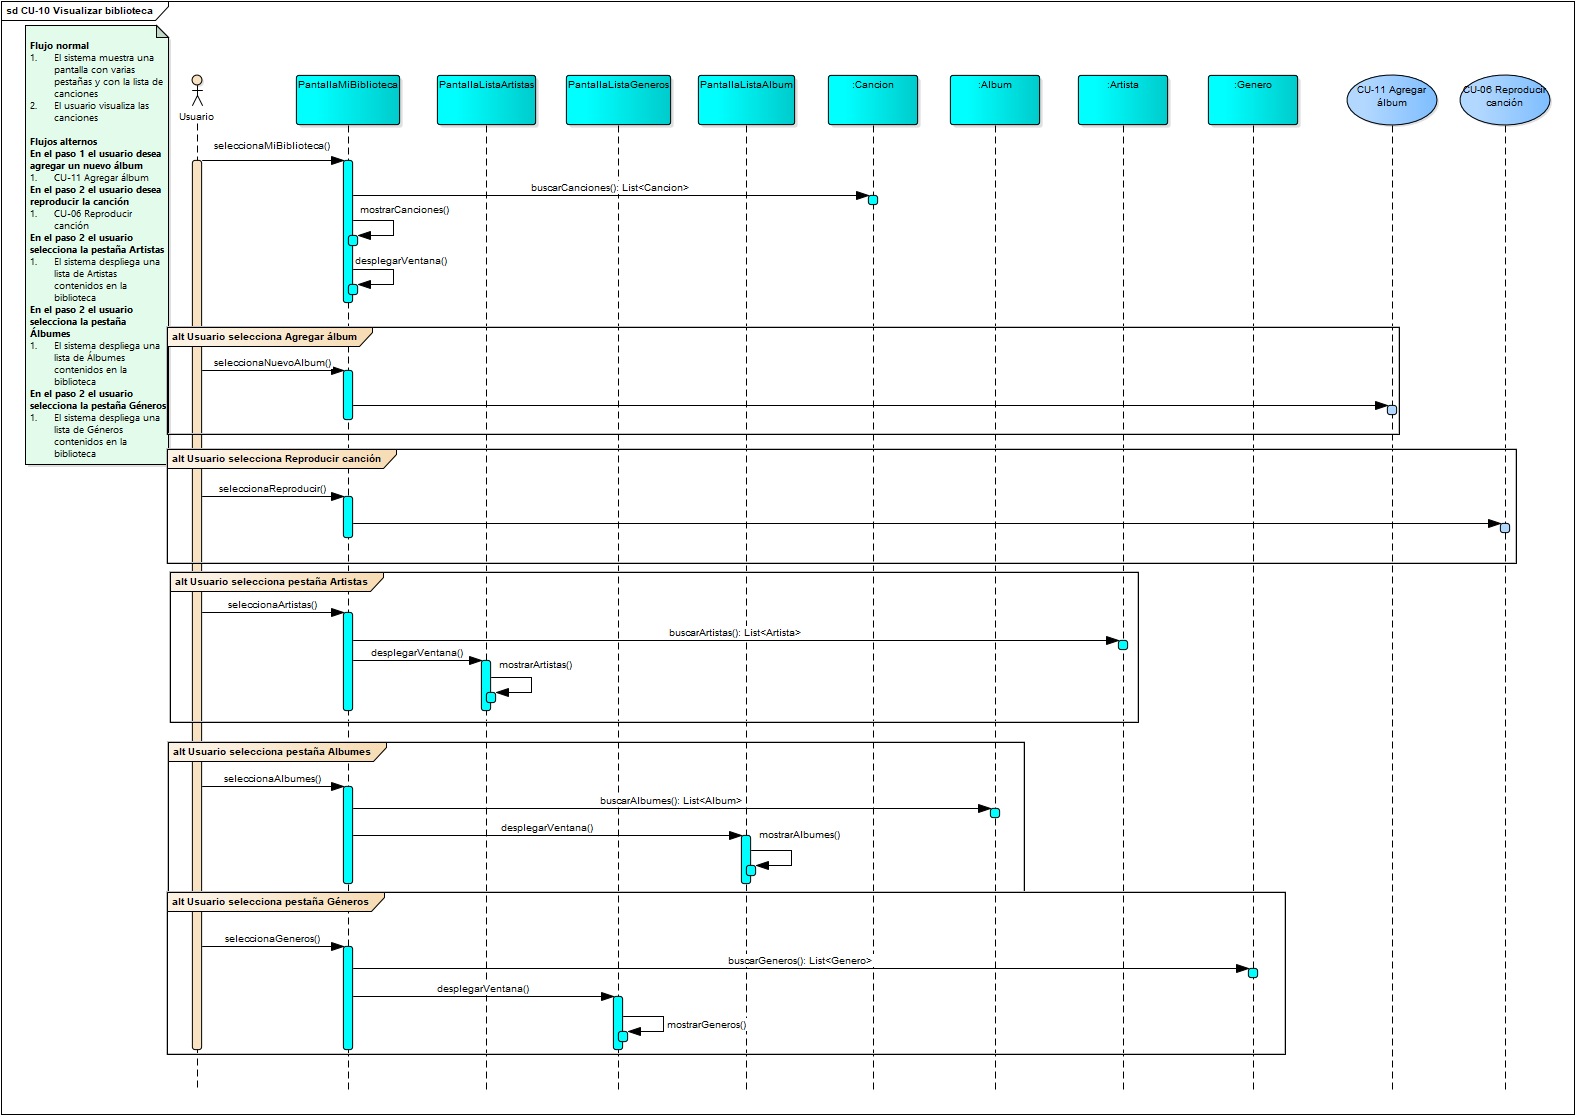 sd CU-10 Visualizar biblioteca
Flujo normal
1. El sistema muestra una
pantalla con varias
pestañas y con la lista de
canciones
2. El usuario visualiza las
canciones
Flujos alternos
En el paso 1 el usuario desea
agregar un nuevo álbum
1. CU-11 Agregar álbum
En el paso 2 el usuario desea
reproducir la canción
1. CU-06 Reproducir
canción
En el paso 2 el usuario
selecciona la pestaña Artistas
1. El sistema despliega una
lista de Artistas
contenidos en la
biblioteca
En el paso 2 el usuario
selecciona la pestaña
Álbumes
1. El sistema despliega una
lista de Álbumes
contenidos en la
biblioteca
En el paso 2 el usuario
selecciona la pestaña Géneros
1. El sistema despliega una
lista de Géneros
contenidos en la
biblioteca
Usuario
PantallaMiBiblioteca
PantallaListaArtistas
PantallaListaGeneros
PantallaListaAlbum
:Cancion
:Album
:Artista
:Genero
CU-11 Agregar
álbum
CU-06 Reproducir
canción
seleccionaMiBiblioteca()
buscarCanciones(): List<Cancion>
mostrarCanciones()
desplegarVentana()
alt Usuario selecciona Agregar álbum
seleccionaNuevoAlbum()
alt Usuario selecciona Reproducir canción
seleccionaReproducir()
alt Usuario selecciona pestaña Artistas
seleccionaArtistas()
buscarArtistas(): List<Artista>
desplegarVentana()
mostrarArtistas()
alt Usuario selecciona pestaña Albumes
seleccionaAlbumes()
buscarAlbumes(): List<Album>
desplegarVentana()
mostrarAlbumes()
alt Usuario selecciona pestaña Géneros
seleccionaGeneros()
buscarGeneros(): List<Genero>
desplegarVentana()
mostrarGeneros()